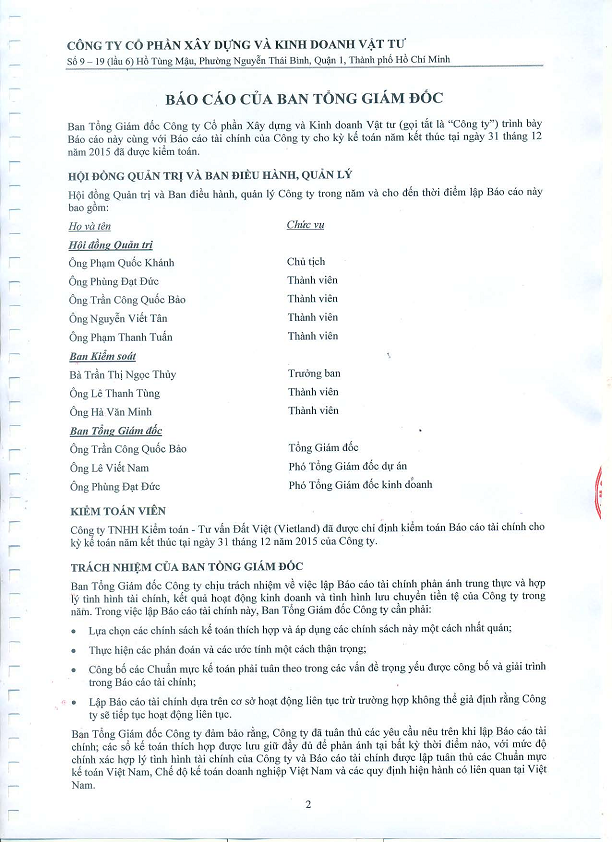 CÔNG TY CỔ PHẦN XÂY DỰNG VÀ KINH DOANH VẬT TƯ
Số 9 – 19 (lầu 6) Hồ Tùng Mậu, Phường Nguyễn Thái Bình, Quận 1, Thành phố Hồ Chí Minh
BÁO CÁO CỦA BAN TỔNG GIÁM ĐỐC
Ban Tổng Giám đốc Công ty Cổ phần Xây dựng và Kinh doanh Vật tư (gọi tắt là “Công ty”) trình bày
Báo cáo này cùng với Báo cáo tài chính của Công ty cho kỳ kế toán năm kết thúc tại ngày 31 tháng 12
năm 2015 đã được kiểm toán.
HỘI ĐỒNG QUẢN TRỊ VÀ BAN ĐIỀU HÀNH, QUẢN LÝ
Hội đồng Quản trị và Ban điều hành, quản lý Công ty trong năm và cho đến thời điểm lập Báo cáo này
bao gồm:
Họ và tên Chức vụ
Hội đồng Quản trị
Ông Phạm Quốc Khánh Chủ tịch
Ông Phùng Đạt Đức Thành viên
Ông Trần Công Quốc Bảo Thành viên
Ông Nguyễn Viết Tân Thành viên
Ông Phạm Thanh Tuấn Thành viên
Ban Kiểm soát
Bà Trần Thị Ngọc Thủy Trưởng ban
Ông Lê Thanh Tùng Thành viên
Ông Hà Văn Minh Thành viên
Ban Tổng Giám đốc
Ông Trần Công Quốc Bảo Tổng Giám đốc
Ông Lê Viết Nam Phó Tổng Giám đốc dự án
Ông Phùng Đạt Đức Phó Tổng Giám đốc kinh doanh
KIỂM TOÁN VIÊN
Công ty TNHH Kiểm toán - Tư vấn Đất Việt (Vietland) đã được chỉ định kiểm toán Báo cáo tài chính cho
kỳ kế toán năm kết thúc tại ngày 31 tháng 12 năm 2015 của Công ty.
TRÁCH NHIỆM CỦA BAN TỔNG GIÁM ĐỐC
Ban Tổng Giám đốc Công ty chịu trách nhiệm về việc lập Báo cáo tài chính phản ánh trung thực và hợp
lý tình hình tài chính, kết quả hoạt động kinh doanh và tình hình lưu chuyển tiền tệ của Công ty trong
năm. Trong việc lập Báo cáo tài chính này, Ban Tổng Giám đốc Công ty cần phải:
• Lựa chọn các chính sách kế toán thích hợp và áp dụng các chính sách này một cách nhất quán;
• Thực hiện các phán đoán và các ước tính một cách thận trọng;
• Công bố các Chuẩn mực kế toán phải tuân theo trong các vấn đề trọng yếu được công bố và giải trình
trong Báo cáo tài chính;
• Lập Báo cáo tài chính dựa trên cơ sở hoạt động liên tục trừ trường hợp không thể giả định rằng Công
ty sẽ tiếp tục hoạt động liên tục.
Ban Tổng Giám đốc Công ty đảm bảo rằng, Công ty đã tuân thủ các yêu cầu nêu trên khi lập Báo cáo tài
chính; các sổ kế toán thích hợp được lưu giữ đầy đủ để phản ánh tại bất kỳ thời điểm nào, với mức độ
chính xác hợp lý tình hình tài chính của Công ty và Báo cáo tài chính được lập tuân thủ các Chuẩn mực
kế toán Việt Nam, Chế độ kế toán doanh nghiệp Việt Nam và các quy định hiện hành có liên quan tại Việt
Nam.
2